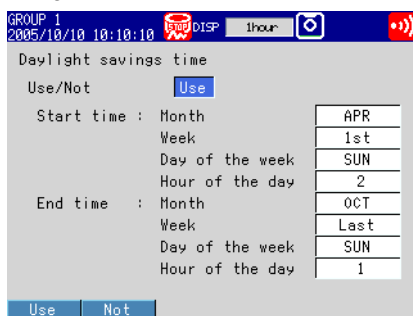 GROUP 1
2005/10/10 10:10:10 STOP DISP 1hour
Daylight savings time
Use/Not Use
Start time : Month APR
Week 1st
Day of the week SUN
Hour of the day 2
End time : Month OCT
Week Last
Day of the week SUN
Hour of the day 1
Use Not